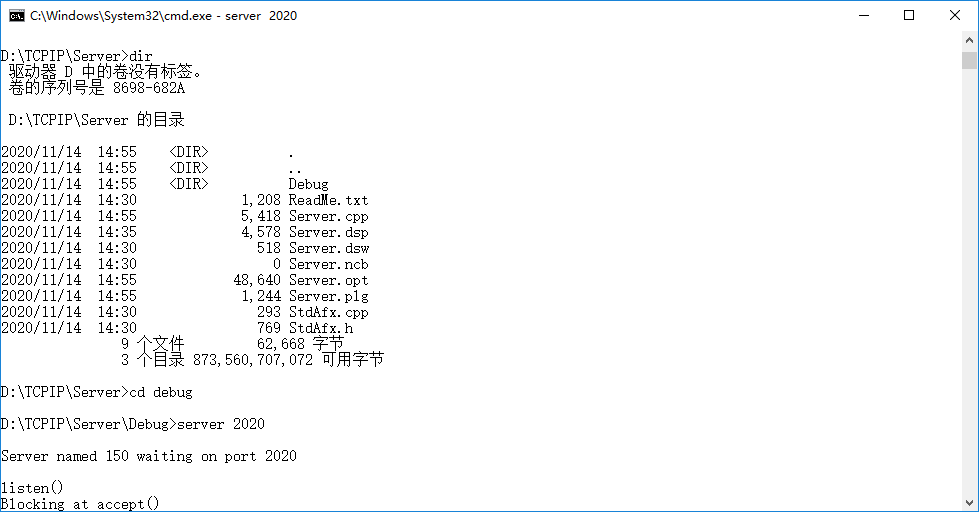 C:\Windows\System32\cmd.exe - server  2020
D:\TCPIP\Server>dir
 驱动器 D 中的卷没有标签。
 卷的序列号是 8698-682A
 D:\TCPIP\Server 的目录
2020/11/14  14:55    <DIR>          .
2020/11/14  14:55    <DIR>          ..
2020/11/14  14:55    <DIR>          Debug
2020/11/14  14:30             1,208 ReadMe.txt
2020/11/14  14:55             5,418 Server.cpp
2020/11/14  14:35             4,578 Server.dsp
2020/11/14  14:30               518 Server.dsw
2020/11/14  14:30                 0 Server.ncb
2020/11/14  14:55            48,640 Server.opt
2020/11/14  14:55             1,244 Server.plg
2020/11/14  14:30               293 StdAfx.cpp
2020/11/14  14:30               769 StdAfx.h
               9 个文件         62,668 字节
               3 个目录 873,560,707,072 可用字节
D:\TCPIP\Server>cd debug
D:\TCPIP\Server\Debug>server 2020
Server named 150 waiting on port 2020
listen()
Blocking at accept()